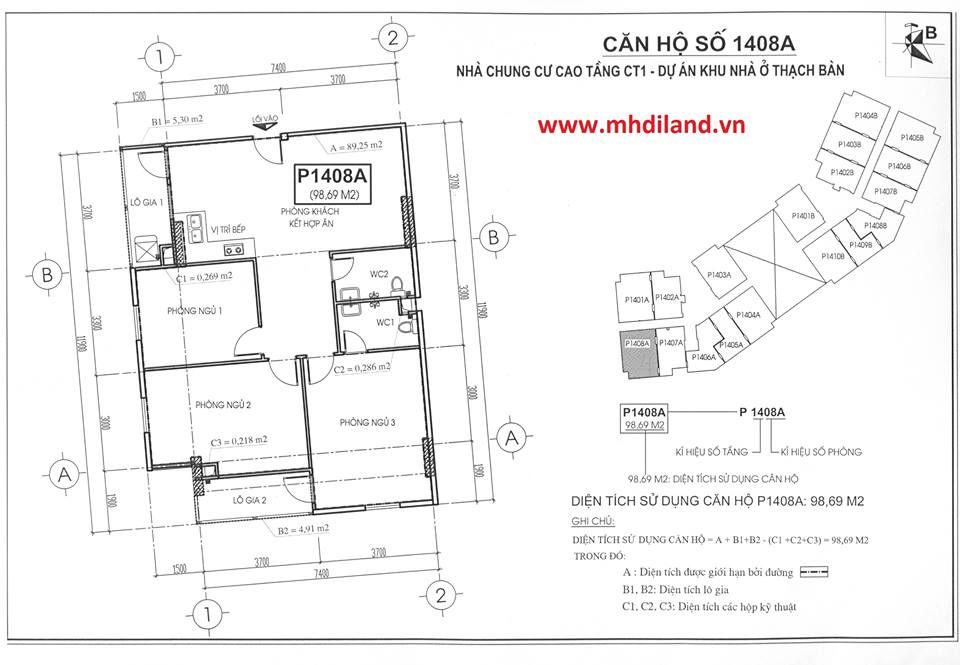 CĂN HỘ SỐ 1408A
NHÀ CHUNG CƯ CAO TẦNG CT1 - DỰ ÁN KHU NHÀ Ở THẠCH BÀN
www.mhdiland.vn
B
1
2
7400
3700
3700
1500
B1 = 5,30 m2
LỐI VÀO
A = 89,25 m2
P1408A
(98,69 M2)
PHÒNG KHÁCH
KẾT HỢP ĂN
LÔ GIA 1
VỊ TRÍ BẾP
3700
3700
B
B
C1 = 0,269 m2
WC2
PHÒNG NGỦ 1
WC1
3300
11900
3300
11900
C2 = 0,286 m2
PHÒNG NGỦ 2
PHÒNG NGỦ 3
3000
3000
C3 = 0,218 m2
A
A
1900
1900
LÔ GIA 2
B2 = 4,91 m2
1500
3700
3700
7400
1
2
P1404B
P1403B
P1402B
P1405B
P1406B
P1407B
P1401B
P1408B
P1409B
P1410B
P1403A
P1401A
P1402A
P1404A
P1405A
P1406A
P1407A
P1408A
P1408A
98,69 M2
P 1408A
KÍ HIỆU SỐ TẦNG
KÍ HIỆU SỐ PHÒNG
98,69 M2: DIỆN TÍCH SỬ DỤNG CĂN HỘ
DIỆN TÍCH SỬ DỤNG CĂN HỘ P1408A: 98,69 M2
GHI CHÚ:
DIỆN TÍCH SỬ DỤNG CĂN HỘ = A + B1+B2 - (C1 +C2+C3) = 98,69 M2
TRONG ĐÓ:
A : Diện tích được giới hạn bởi đường
B1, B2: Diện tích lô gia
C1, C2, C3: Diện tích các hộp kỹ thuật